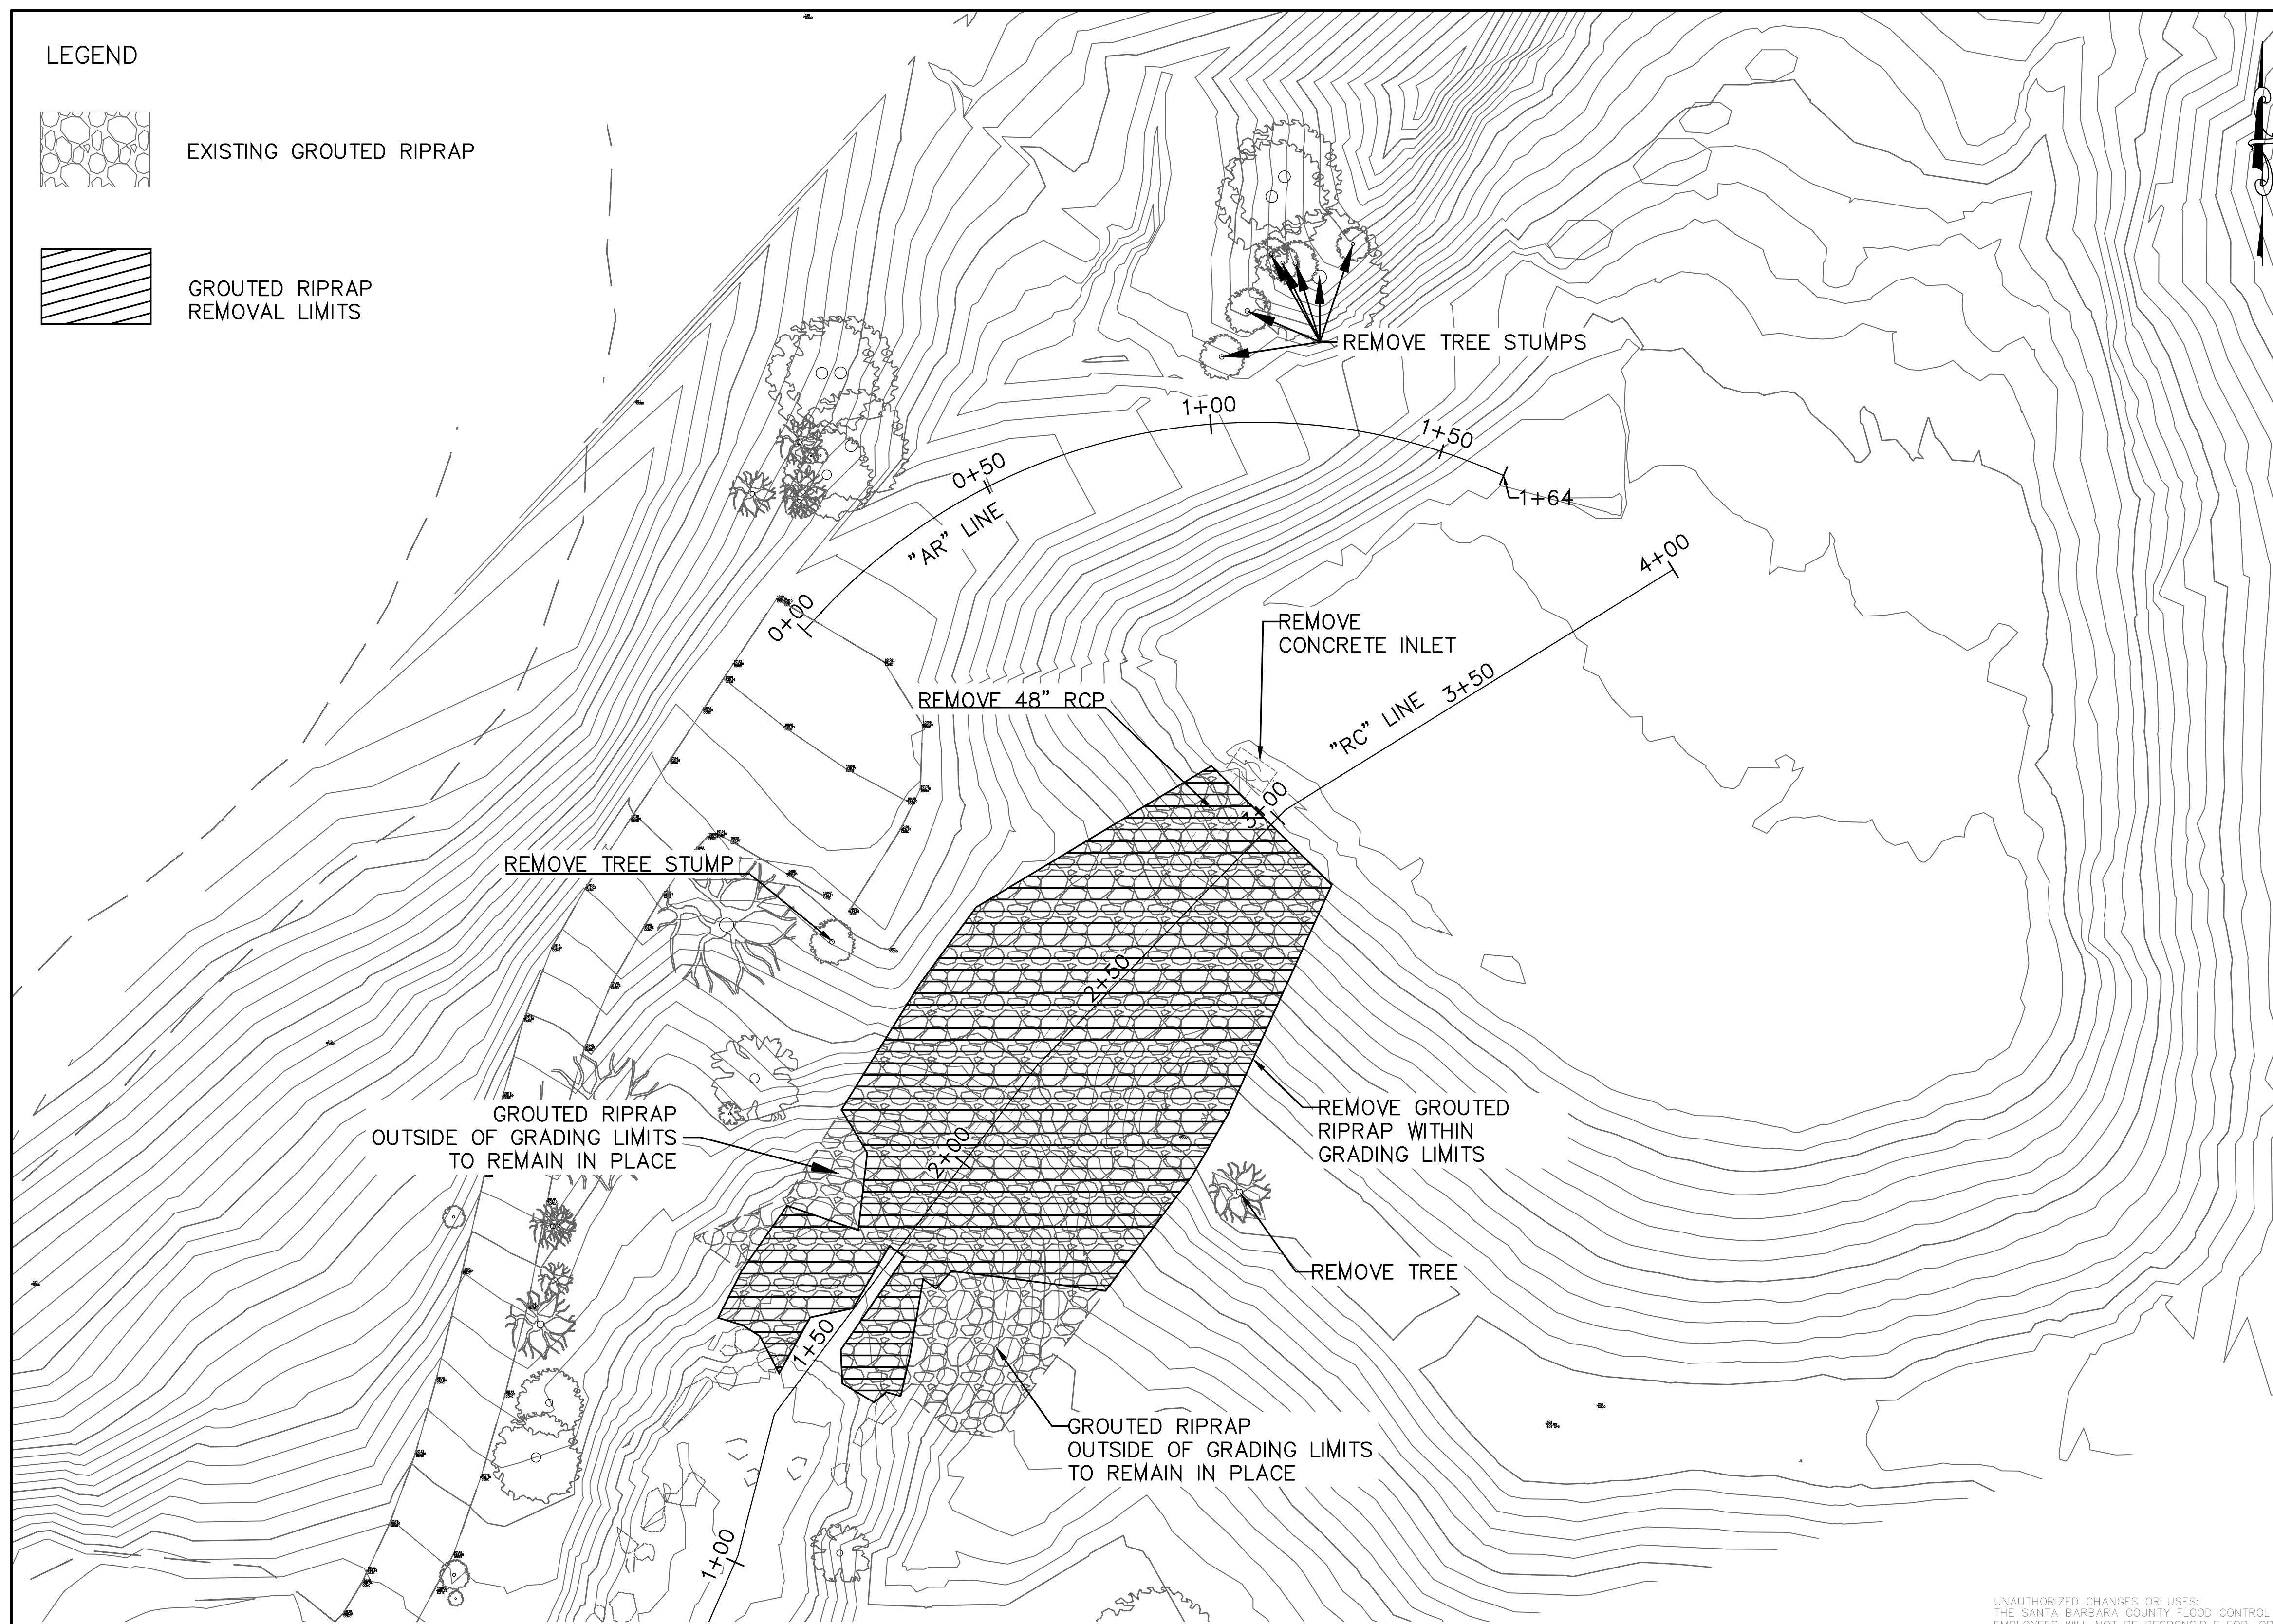 LEGEND
EXISTING GROUTED RIPRAP
GROUTED RIPRAP
REMOVAL LIMITS
REMOVE TREE STUMPS
1+00
1+50
0+50
1+64
"AR" LINE
0+00
4+00
REMOVE
CONCRETE INLET
"RC" LINE 3+50
REMOVE 48" RCP
3+00
REMOVE TREE STUMP
2+50
GROUTED RIPRAP
OUTSIDE OF GRADING LIMITS
TO REMAIN IN PLACE
REMOVE GROUTED
RIPRAP WITHIN
GRADING LIMITS
2+00
REMOVE TREE
1+50
GROUTED RIPRAP
OUTSIDE OF GRADING LIMITS
TO REMAIN IN PLACE
1+00
UNAUTHORIZED CHANGES OR USES:
THE SANTA BARBARA COUNTY FLOOD CONTROL